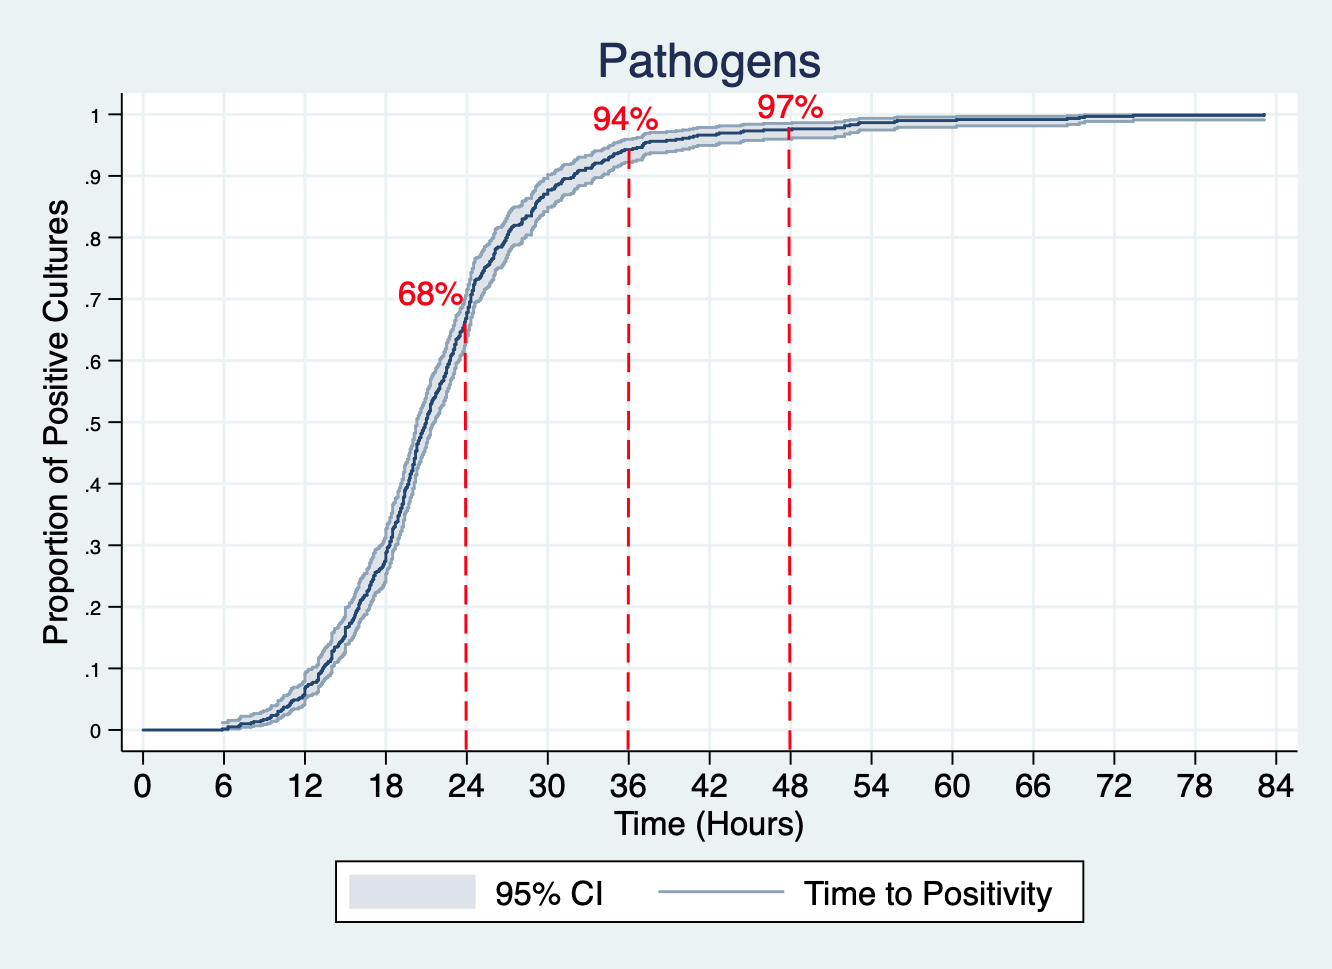 Pathogens
97%
94%
68%
Proportion of Positive Cultures
1
.9
.8
.7
.6
.5
.4
.3
.2
.1
0
0 6 12 18 24 30 36 42 48 54 60 66 72 78 84
Time (Hours)
95% CI Time to Positivity